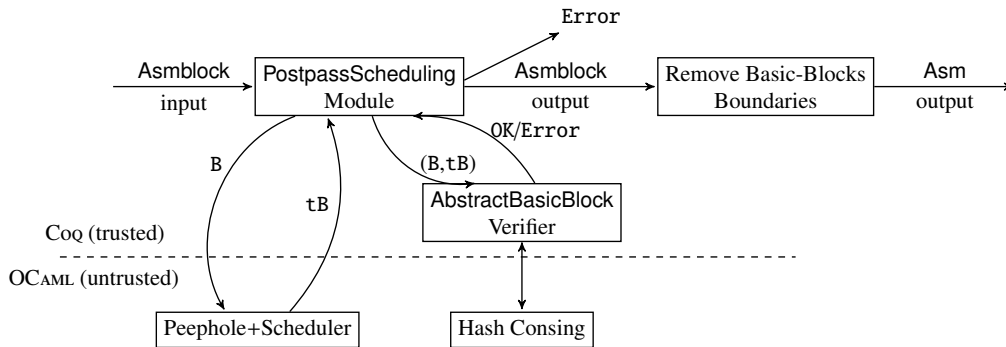 Error
Asmblock
input
PostpassScheduling
Module
Asmblock
output
Remove Basic-Blocks
Boundaries
Asm
output
OK/Error
B
(B,tB)
tB
AbstractBasicBlock
Verifier
COQ (trusted)
OCAML (untrusted)
Peephole+Scheduler
Hash Consing